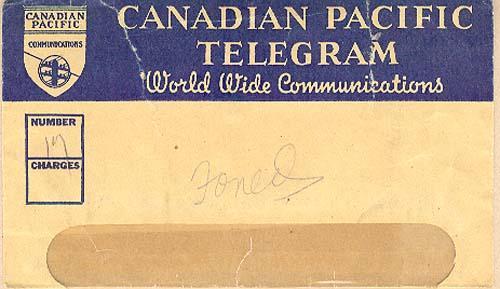 CANADIAN
PACIFIC
COMMUNICATIONS
CANADIAN PACIFIC
TELEGRAM
World Wide Communications
NUMBER
17
CHARGES
Foned